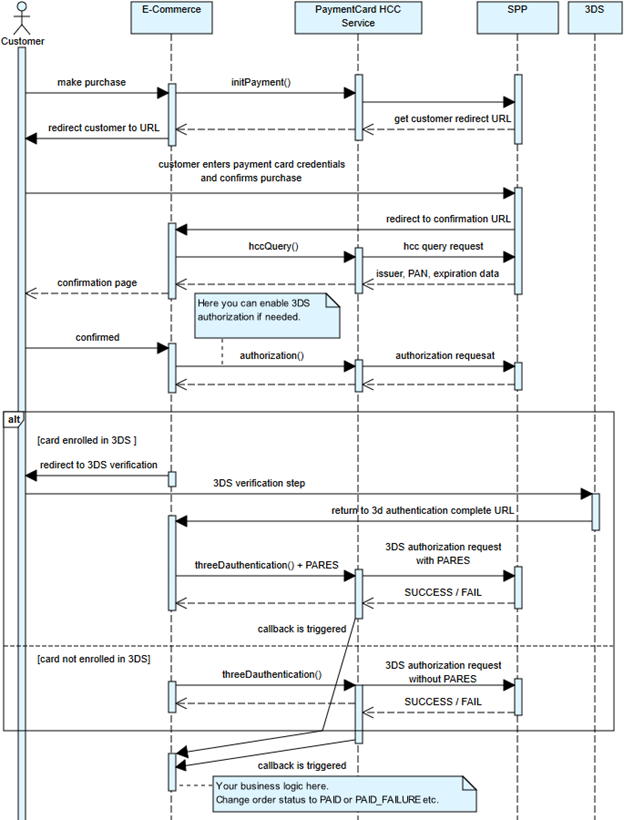 E-Commerce
PaymentCard HCC
Service
SPP
3DS
Customer
make purchase
initPayment()
get customer redirect URL
redirect customer to URL
customer enters payment card credentials
and confirms purchase
redirect to confirmation URL
hccQuery()
hcc query request
issuer, PAN, expiration data
confirmation page
Here you can enable 3DS
authorization if needed.
confirmed
authorization()
authorization requesat
alt
[card enrolled in 3DS ]
redirect to 3DS verification
3DS verification step
return to 3d authentication complete URL
threeDauthentication() + PARES
3DS authorization request
with PARES
SUCCESS / FAIL
callback is triggered
[card not enrolled in 3DS]
threeDauthentication()
3DS authorization request
without PARES
SUCCESS / FAIL
callback is triggered
Your business logic here.
Change order status to PAID or PAID_FAILURE etc.